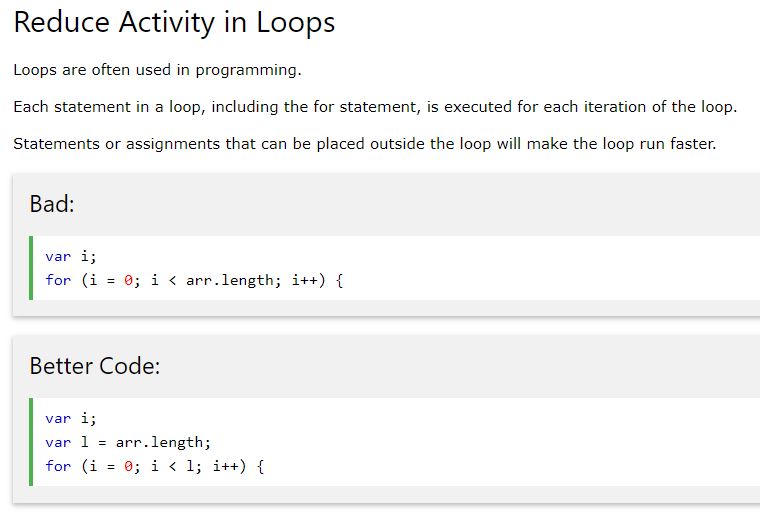 Reduce Activity in Loops
Loops are often used in programming.
Each statement in a loop, including the for statement, is executed for each iteration of the loop.
Statements or assignments that can be placed outside the loop will make the loop run faster.
Bad:
var i;
for (i = 0; i < arr.length; i++) {
Better Code:
var i;
var l = arr.length;
for (i = 0; i < l; i++) {